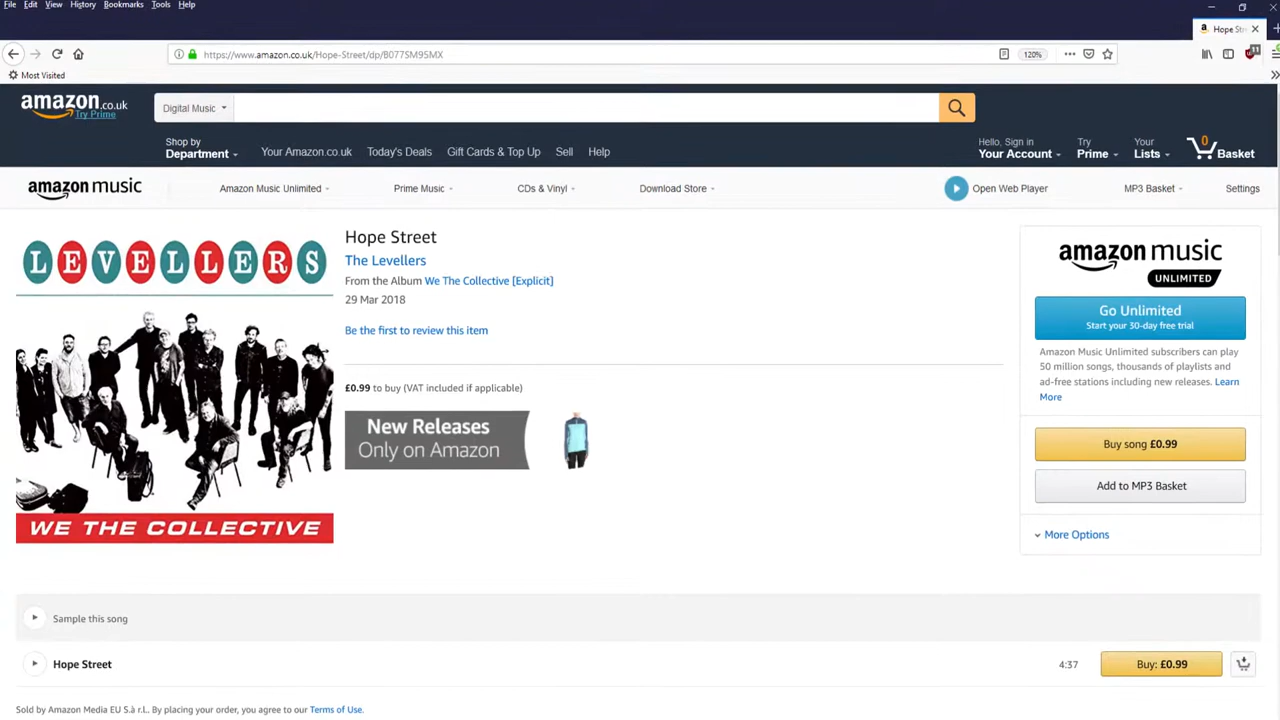 File Edit View History Bookmarks Tools Help
Hope Stre
https://www.amazon.co.uk/Hope-Street/dp/B077SM95MX
120%
Most Visited
amazon.co.uk
Try Prime
Digital Music
Shop by
Department
Your Amazon.co.uk
Today's Deals
Gift Cards & Top Up
Sell
Help
Hello, Sign in
Your Account
Try
Prime
Your
Lists
0
Basket
amazon music
Amazon Music Unlimited
Prime Music
CDs & Vinyl
Download Store
Open Web Player
MP3 Basket
Settings
LEVELLERS
WE THE COLLECTIVE
Hope Street
The Levellers
From the Album We The Collective [Explicit]
29 Mar 2018
Be the first to review this item
£0.99 to buy (VAT included if applicable)
New Releases
Only on Amazon
amazon music
UNLIMITED
Go Unlimited
Start your 30-day free trial
Amazon Music Unlimited subscribers can play
50 million songs, thousands of playlists and
ad-free stations including new releases. Learn
More
Buy song £0.99
Add to MP3 Basket
More Options
Sample this song
Hope Street
4:37
Buy: £0.99
Sold by Amazon Media EU S.à r.l.. By placing your order, you agree to our Terms of Use.